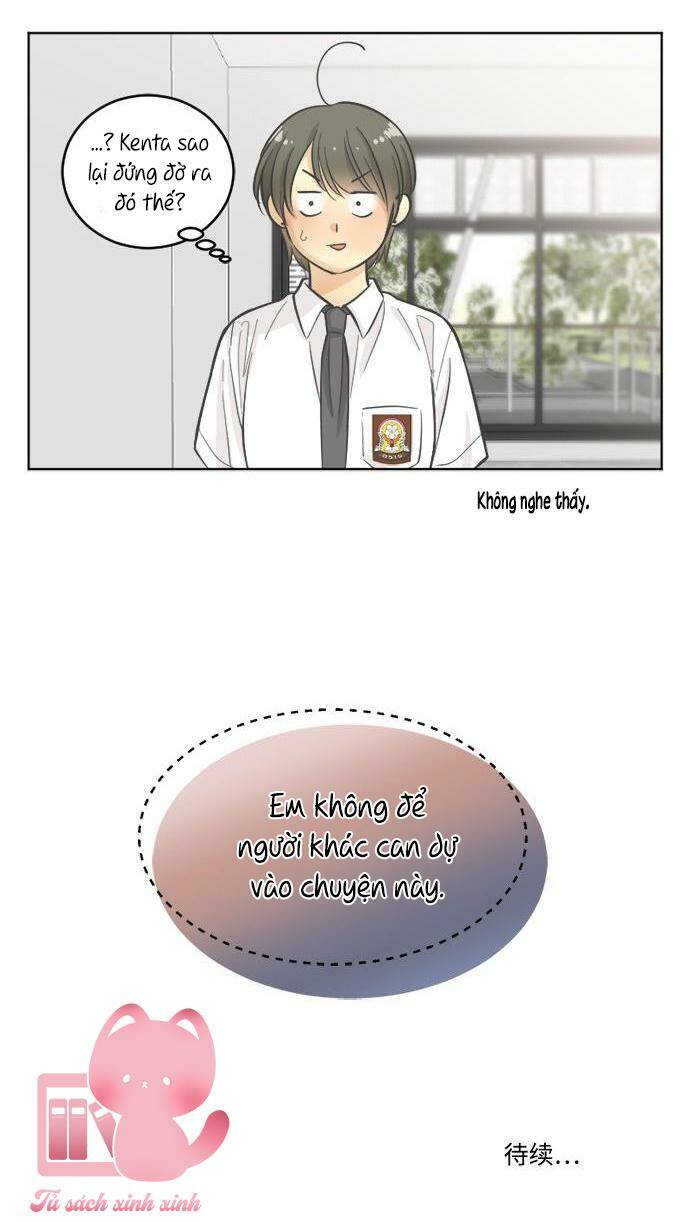 ...? Kenta sao
lại đứng đờ ra
đó thế?
OSIS
Không nghe thấy.
Em không để
người khác can dự
vào chuyện này.
待续...
Tủ sách xinh xinh